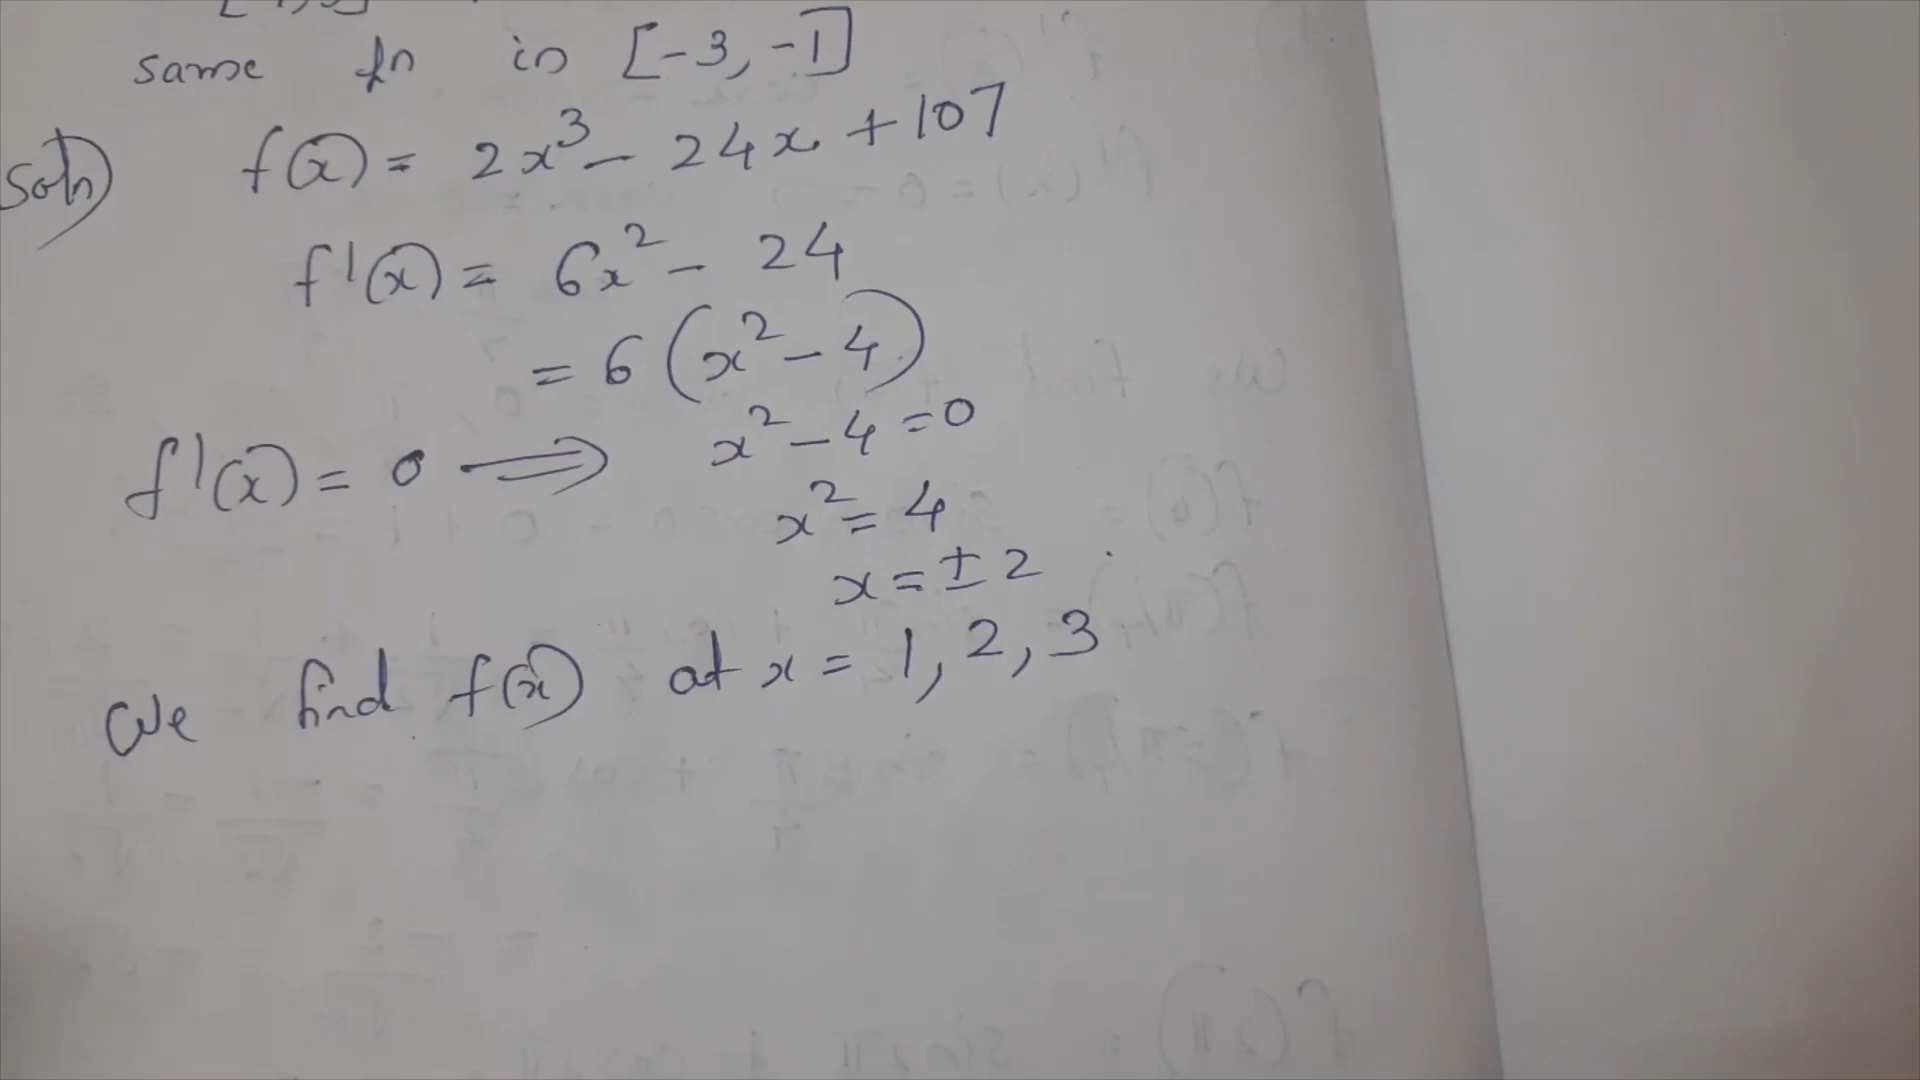 same fn in [-3, -1]
Soln) f(x) = 2x³ - 24x + 107
f'(x) = 6x² - 24
= 6(x² - 4)
f'(x) = 0 ⟹ x² - 4 = 0
x² = 4
x = ± 2
We find f(x) at x = 1, 2, 3